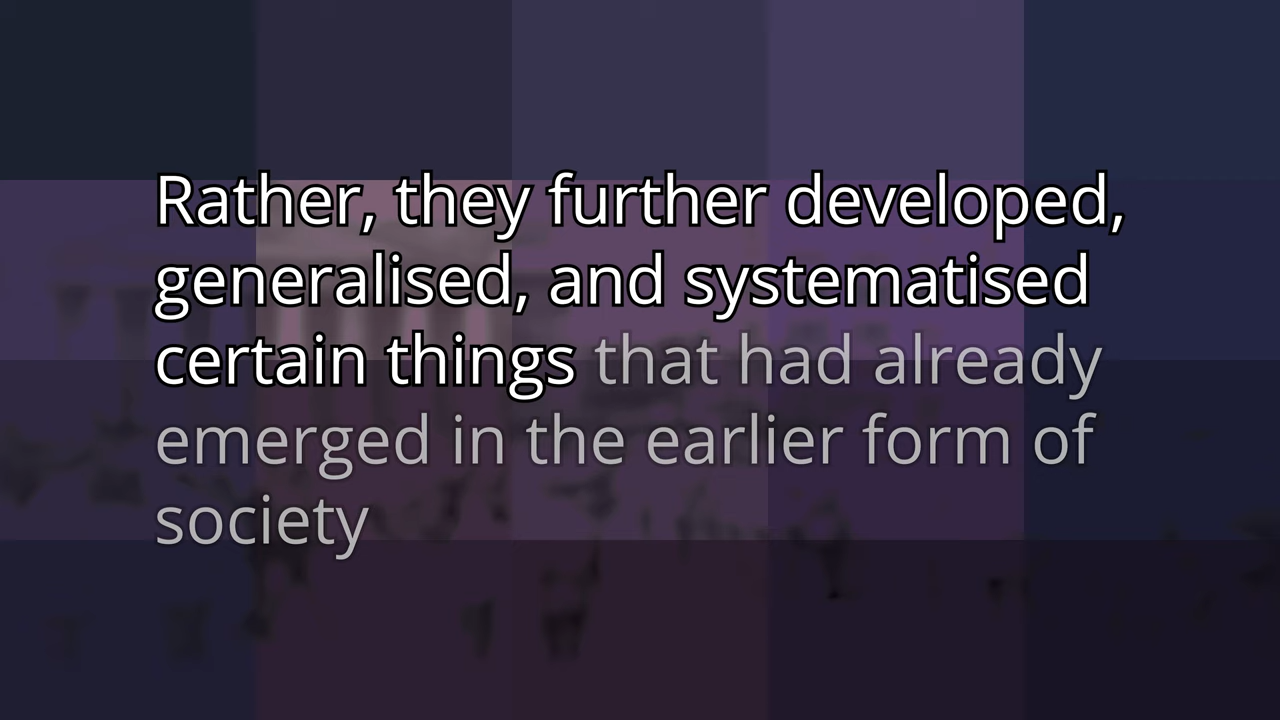 Rather, they further developed,
generalised, and systematised
certain things that had already
emerged in the earlier form of
society